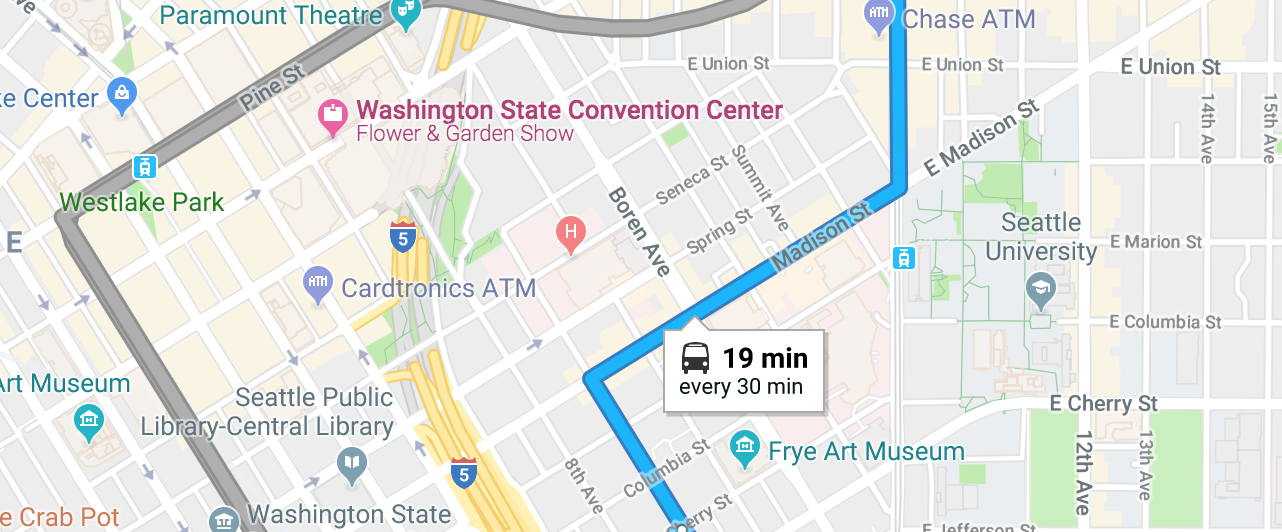 Paramount Theatre
ATM
Chase ATM
E Union St
E Union St
E Union St
Pine St
ke Center
Washington State Convention Center
Flower & Garden Show
E Madison St
14th Ave
15th Ave
Summit Ave
Seneca St
Westlake Park
Boren Ave
Spring St
Madison St
Seattle
University
E
5
H
E Marion St
ATM
Cardtronics ATM
E Columbia St
19 min
every 30 min
Art Museum
Seattle Public
Library-Central Library
E Cherry St
12th Ave
13th Ave
5
8th Ave
Columbia St
Frye Art Museum
Cherry St
e Crab Pot
Washington State
E Jefferson St